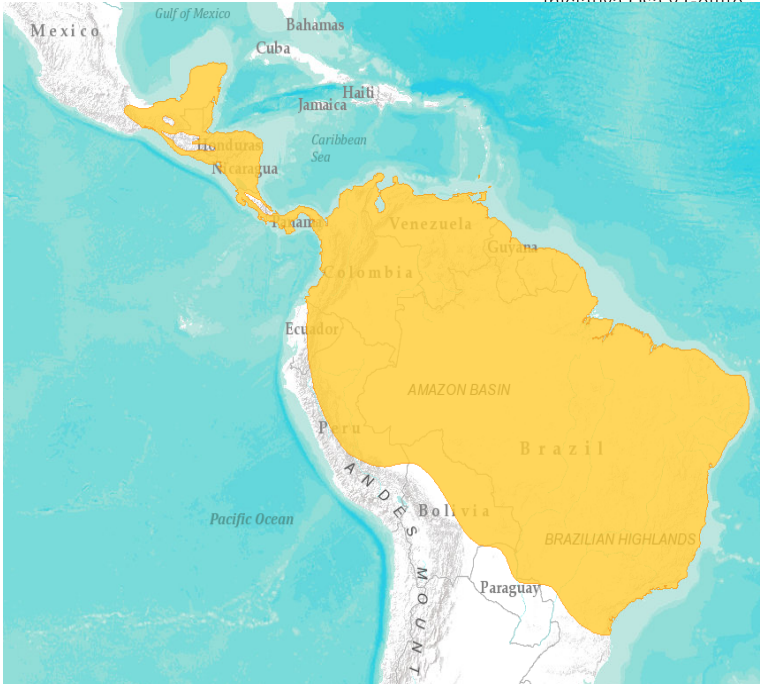 Gulf of Mexico
Mexico
Bahamas
Cuba
Haiti
Jamaica
Caribbean
Sea
Honduras
Nicaragua
Panama
Venezuela
Guyana
Colombia
Ecuador
AMAZON BASIN
Peru
Brazil
ANDES MOUNT
Bolivia
Pacific Ocean
BRAZILIAN HIGHLANDS
Paraguay